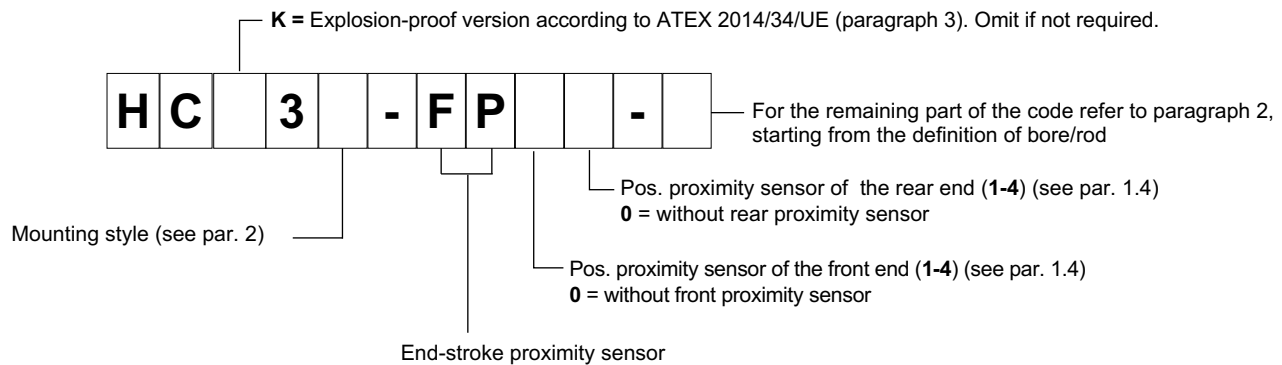 K = Explosion-proof version according to ATEX 2014/34/UE (paragraph 3). Omit if not required.
H C 3 - F P -
For the remaining part of the code refer to paragraph 2,
starting from the definition of bore/rod
Pos. proximity sensor of the rear end (1-4) (see par. 1.4)
0 = without rear proximity sensor
Mounting style (see par. 2)
Pos. proximity sensor of the front end (1-4) (see par. 1.4)
0 = without front proximity sensor
End-stroke proximity sensor